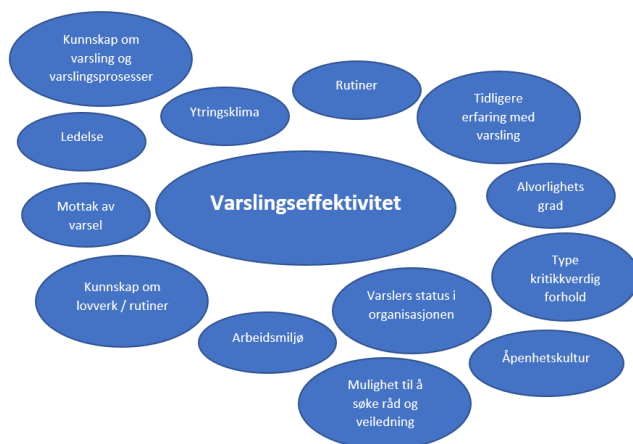 Kunnskap om
varsling og
varslingsprosesser
Ytringsklima
Rutiner
Tidligere
erfaring med
varsling
Ledelse
Varslingseffektivitet
Alvorlighets
grad
Mottak av
varsel
Type
kritikkverdig
forhold
Kunnskap om
lovverk / rutiner
Varslers status i
organisasjonen
Arbeidsmiljø
Åpenhetskultur
Mulighet til å
søke råd og
veiledning